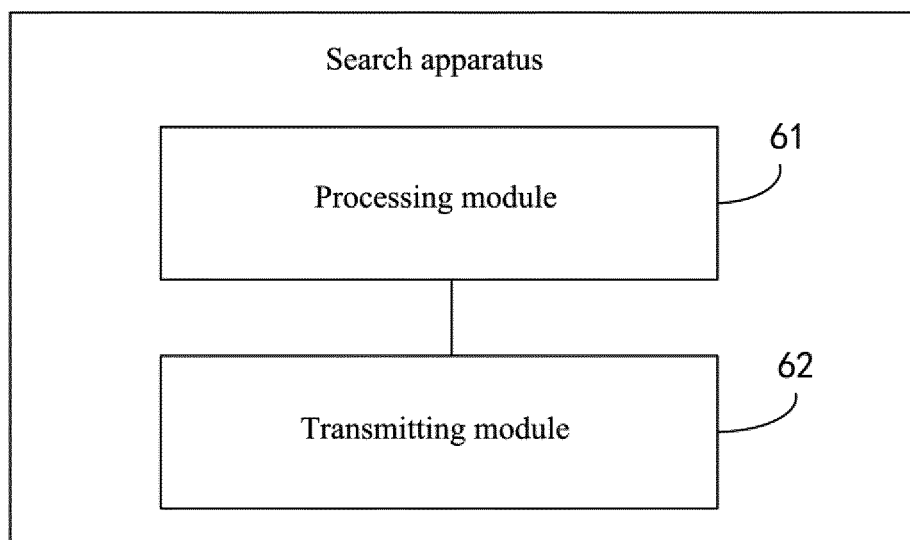 Search apparatus
61
Processing module
62
Transmitting module